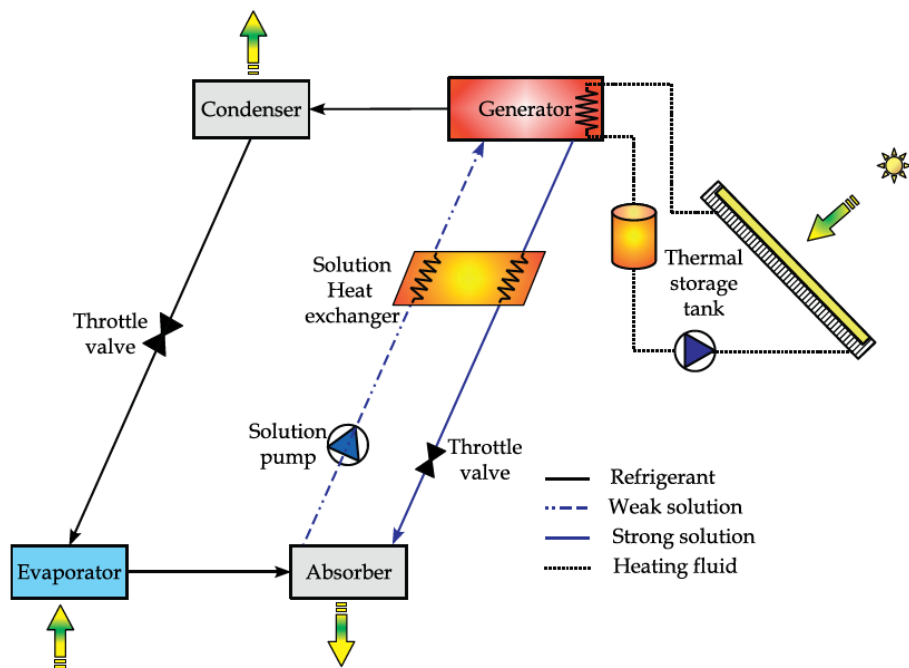 Condenser
Generator
Solution
Heat
exchanger
Thermal
storage
tank
Throttle
valve
Solution
pump
Throttle
valve
Refrigerant
Weak solution
Strong solution
Heating fluid
Evaporator
Absorber